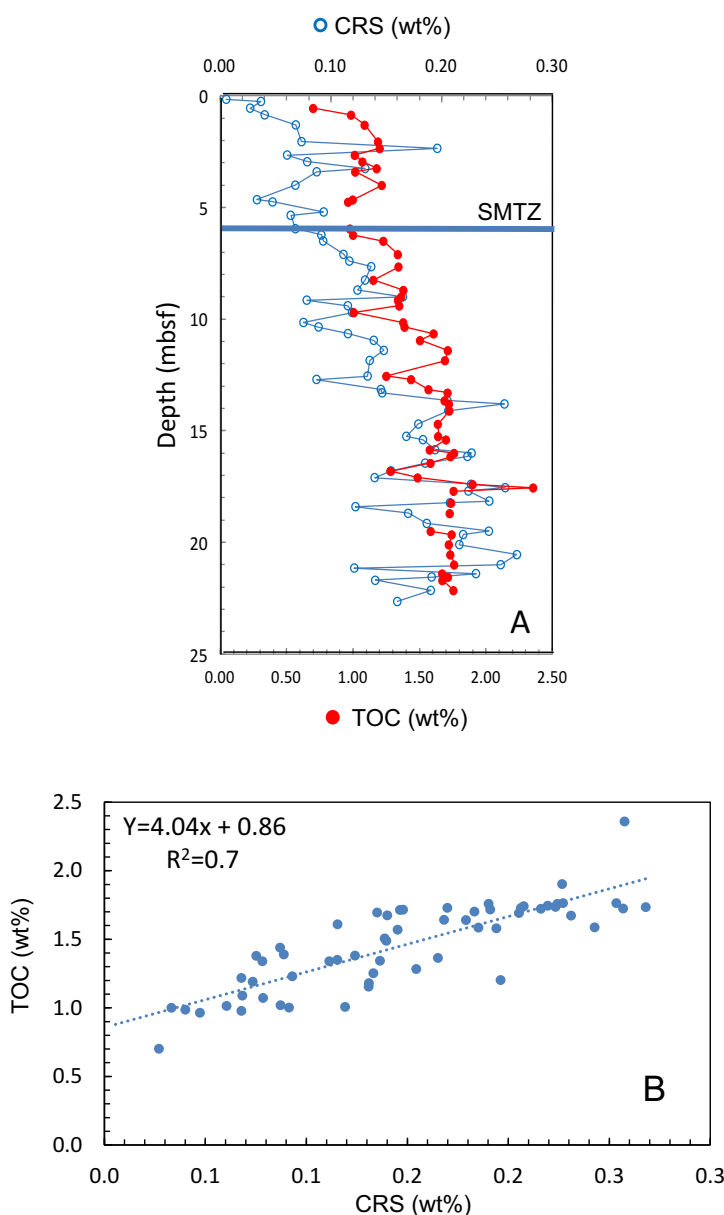 CRS (wt%)
0.00 0.10 0.20 0.30
0
5
10
15
20
25
Depth (mbsf)
SMTZ
A
0.00 0.50 1.00 1.50 2.00 2.50
TOC (wt%)
2.5
2.0
1.5
1.0
0.5
0.0
TOC (wt%)
Y=4.04x + 0.86
R²=0.7
B
0.0 0.1 0.1 0.2 0.2 0.3 0.3
CRS (wt%)